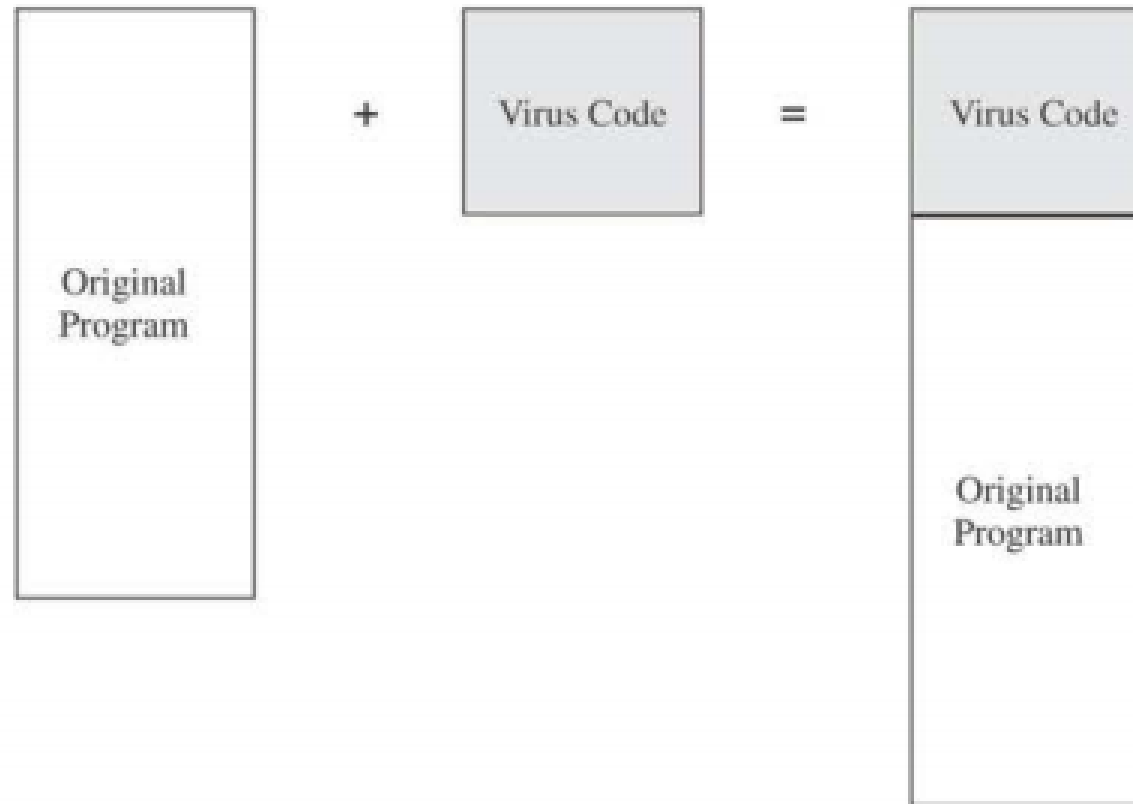 Original
Program
+
Virus Code
=
Virus Code
Original
Program